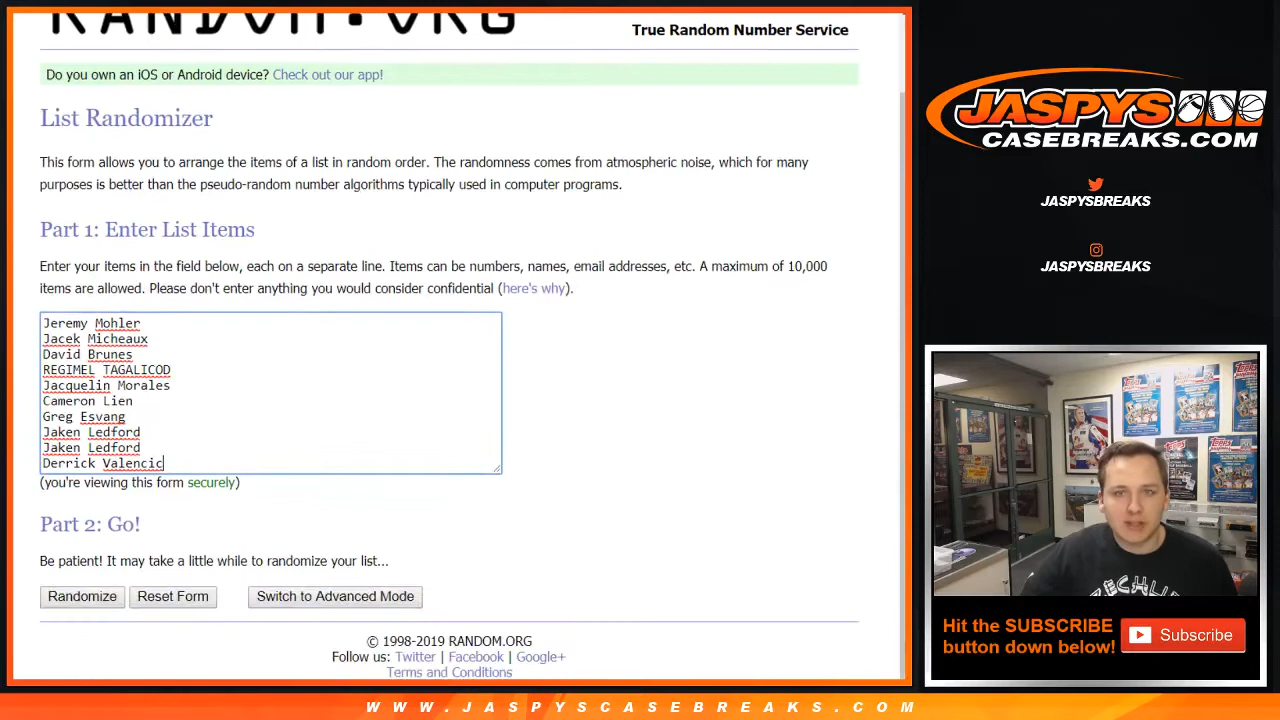 RANDOM.ORG
True Random Number Service
Do you own an iOS or Android device? Check out our app!
List Randomizer
This form allows you to arrange the items of a list in random order. The randomness comes from atmospheric noise, which for many
purposes is better than the pseudo-random number algorithms typically used in computer programs.
Part 1: Enter List Items
Enter your items in the field below, each on a separate line. Items can be numbers, names, email addresses, etc. A maximum of 10,000
items are allowed. Please don't enter anything you would consider confidential (here's why).
Jeremy Mohler
Jacek Micheaux
David Brunes
REGIMEL TAGALICOD
Jacquelin Morales
Cameron Lien
Greg Esvang
Jaken Ledford
Jaken Ledford
Derrick Valencic
(you're viewing this form securely)
Part 2: Go!
Be patient! It may take a little while to randomize your list...
Randomize
Reset Form
Switch to Advanced Mode
© 1998-2019 RANDOM.ORG
Follow us: Twitter | Facebook | Google+
Terms and Conditions
JASPYS
CASEBREAKS.COM
JASPYSBREAKS
JASPYSBREAKS
Topps
Topps
Topps
Hit the SUBSCRIBE
button down below!
Subscribe
WWW.JASPYSCASEBREAKS.COM